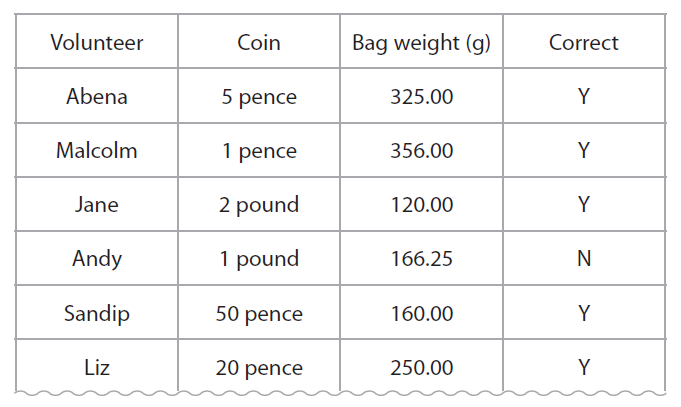 Volunteer Coin Bag weight (g) Correct
Abena 5 pence 325.00 Y
Malcolm 1 pence 356.00 Y
Jane 2 pound 120.00 Y
Andy 1 pound 166.25 N
Sandip 50 pence 160.00 Y
Liz 20 pence 250.00 Y